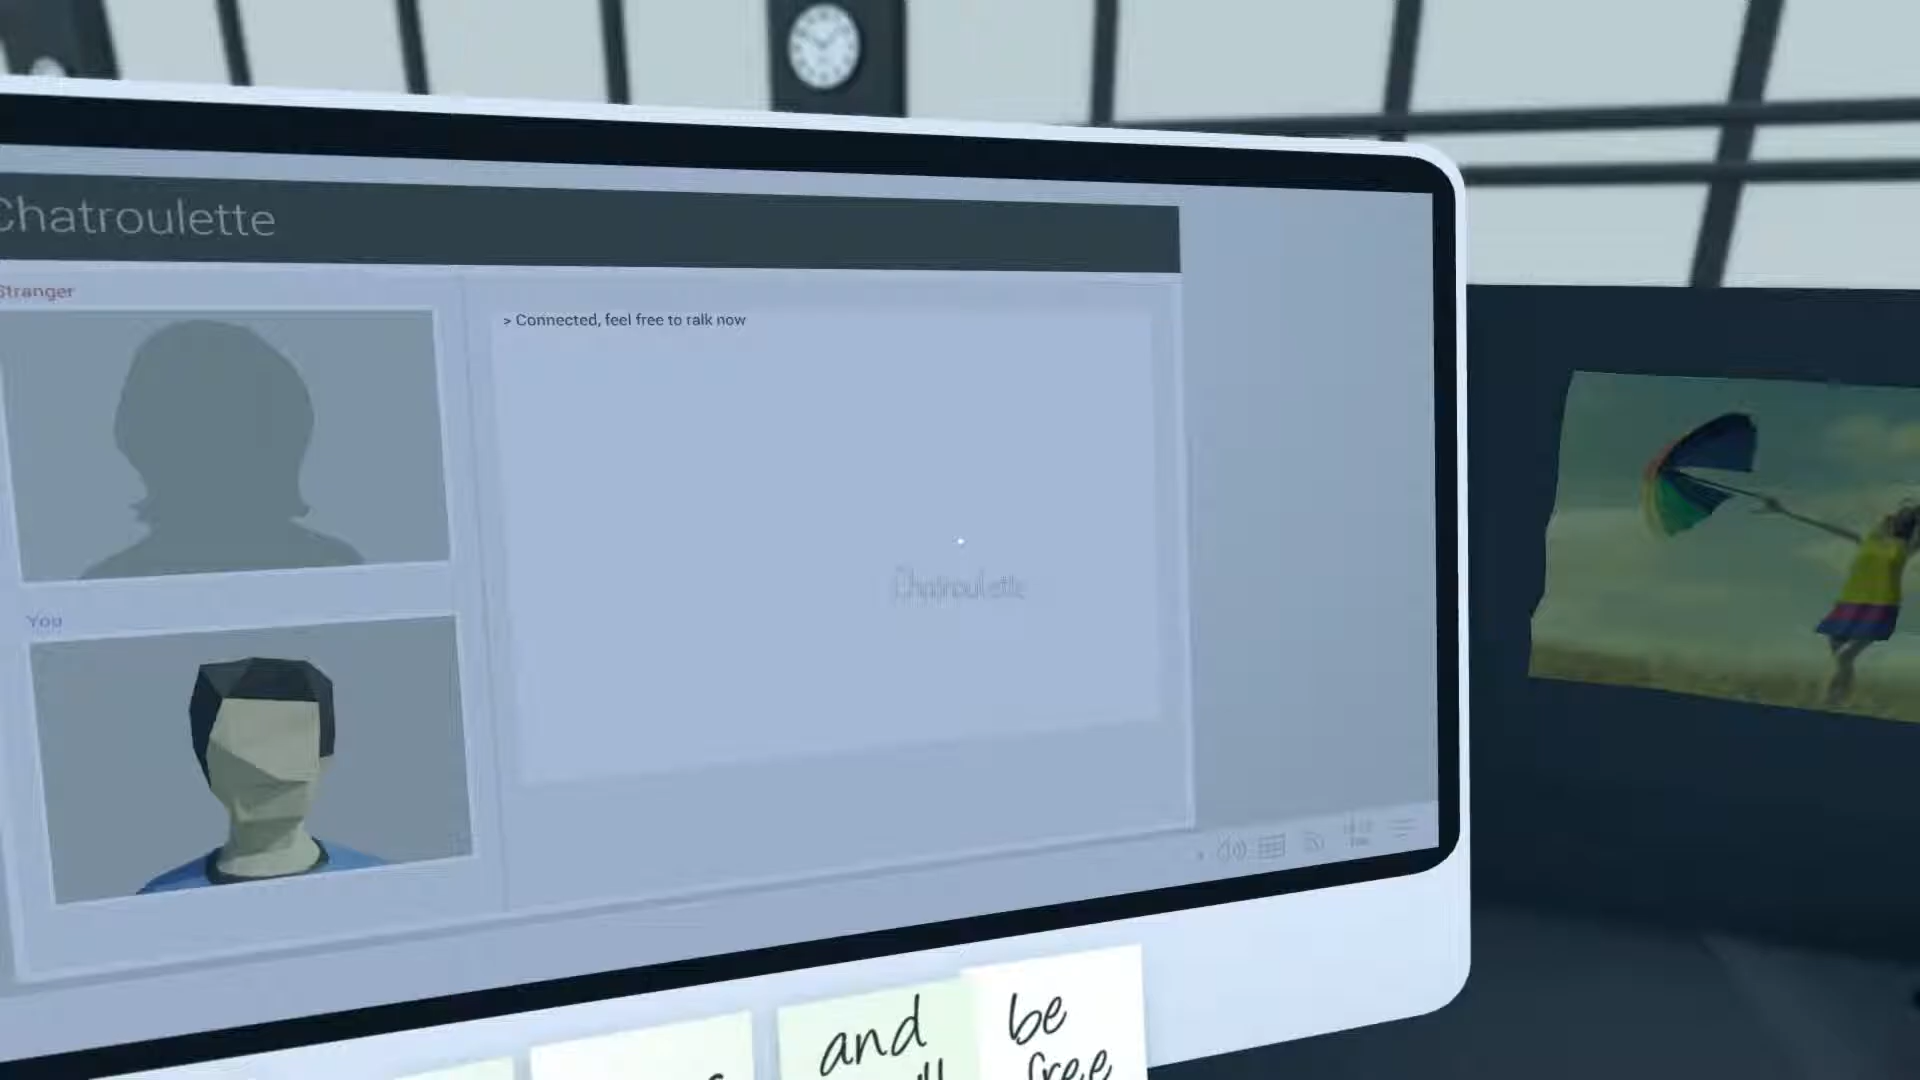 Chatroulette
Stranger
> Connected, feel free to ralk now
Chatroulette
You
and
be
free